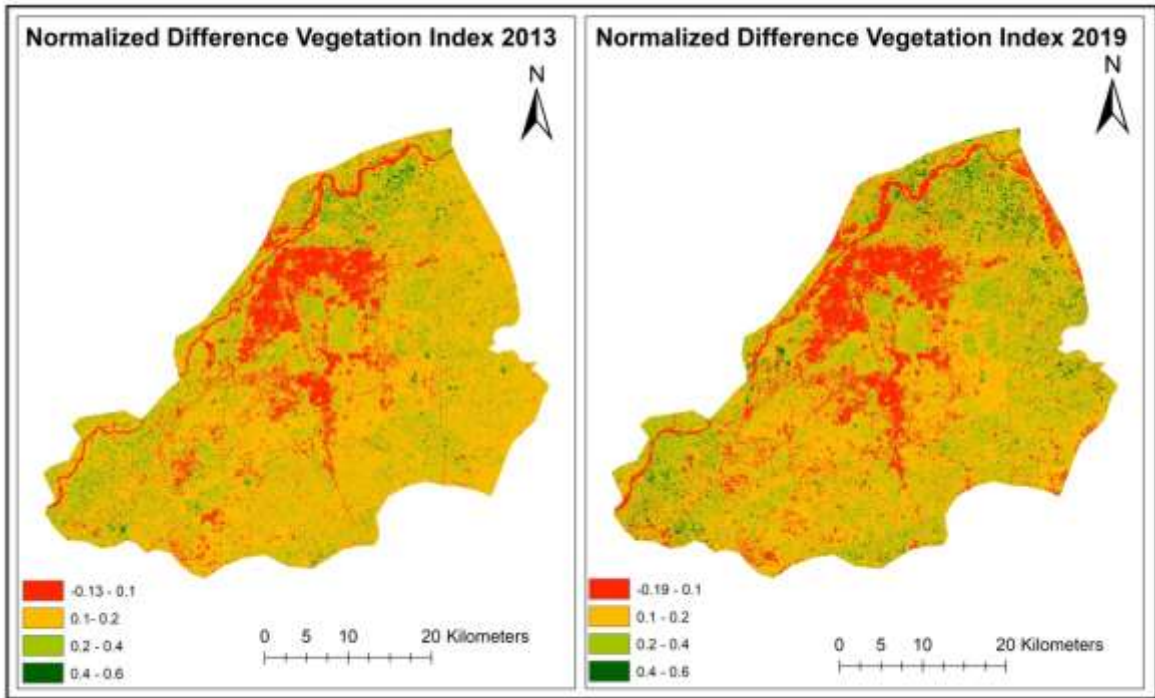 Normalized Difference Vegetation Index 2013
N
-0.13 - 0.1
0.1- 0.2
0.2 - 0.4
0.4 - 0.6
0 5 10 20 Kilometers
Normalized Difference Vegetation Index 2019
N
-0.19 - 0.1
0.1 - 0.2
0.2 - 0.4
0.4 - 0.6
0 5 10 20 Kilometers